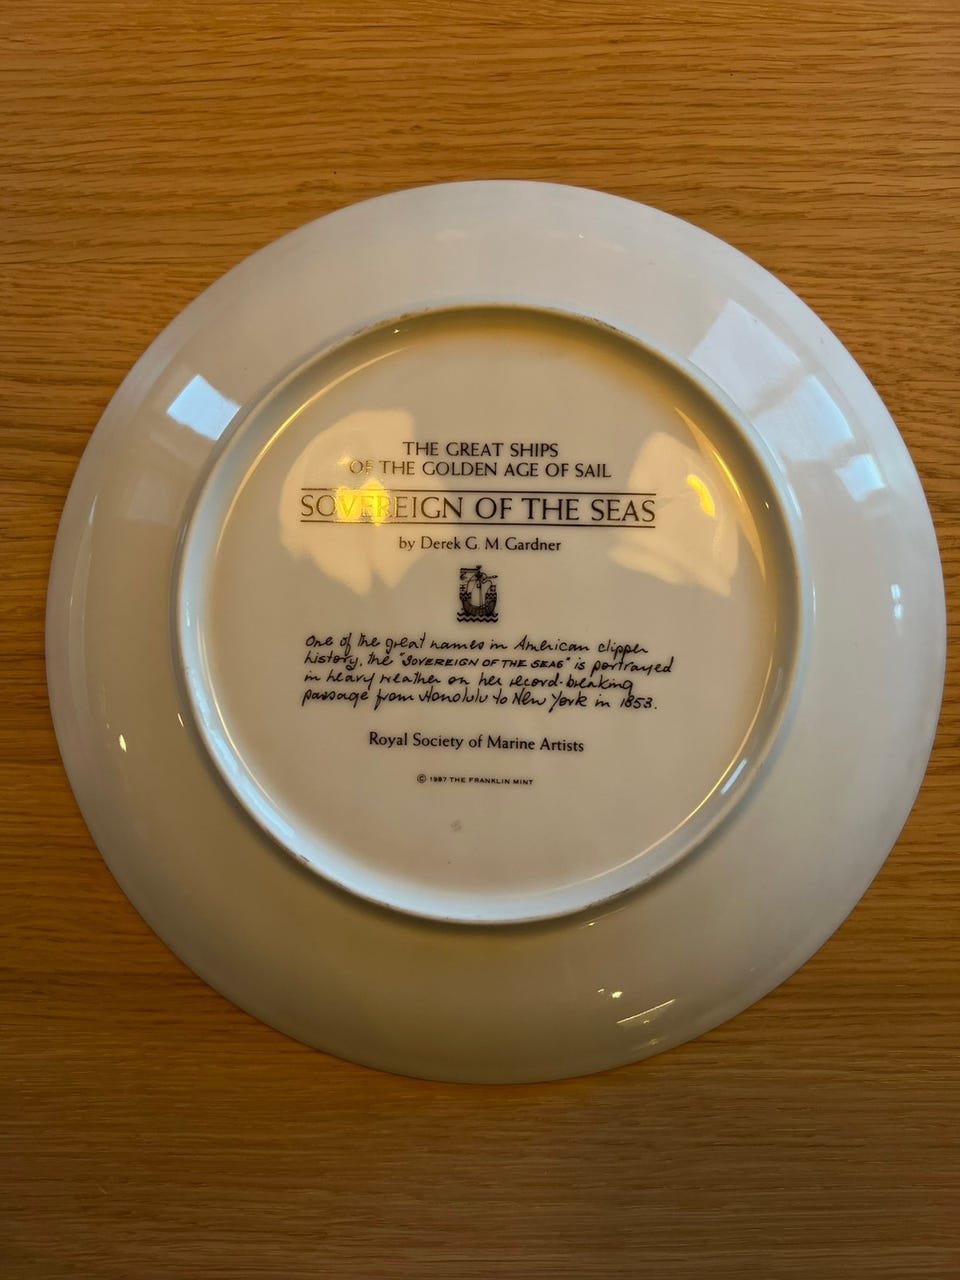 THE GREAT SHIPS
OF THE GOLDEN AGE OF SAIL
SOVEREIGN OF THE SEAS
by Derek G. M. Gardner
One of the great names in American clipper
history, the "SOVEREIGN OF THE SEAS" is portrayed
in heavy weather on her record-breaking
passage from Honolulu to New York in 1853.
Royal Society of Marine Artists
© 1987 THE FRANKLIN MINT